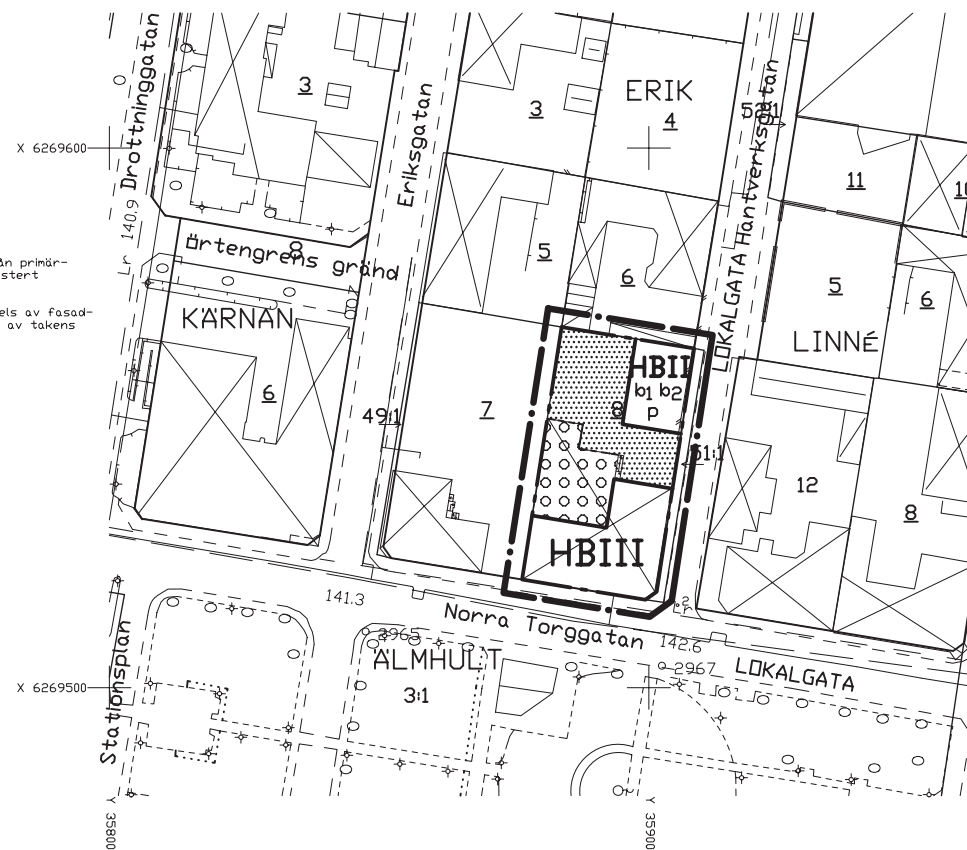 Drottninggatan
Eriksgatan
3
3
ERIK
4
LOKALGATA Hantverksgatan
X 6269600
11
140.9
Lr
Örtengrens gränd
8
5
6
5
6
ån primär-
stert
els av fasad-
av takens
KÄRNAN
LINNÉ
HBII
b1 b2
p
6
7
8
49:1
51:1
12
8
HBIII
141.3
Norra Torggatan
142.6
Stationsplan
2965
2967
ÄLMHULT
3:1
LOKALGATA
X 6269500
Y 35800
Y 35900